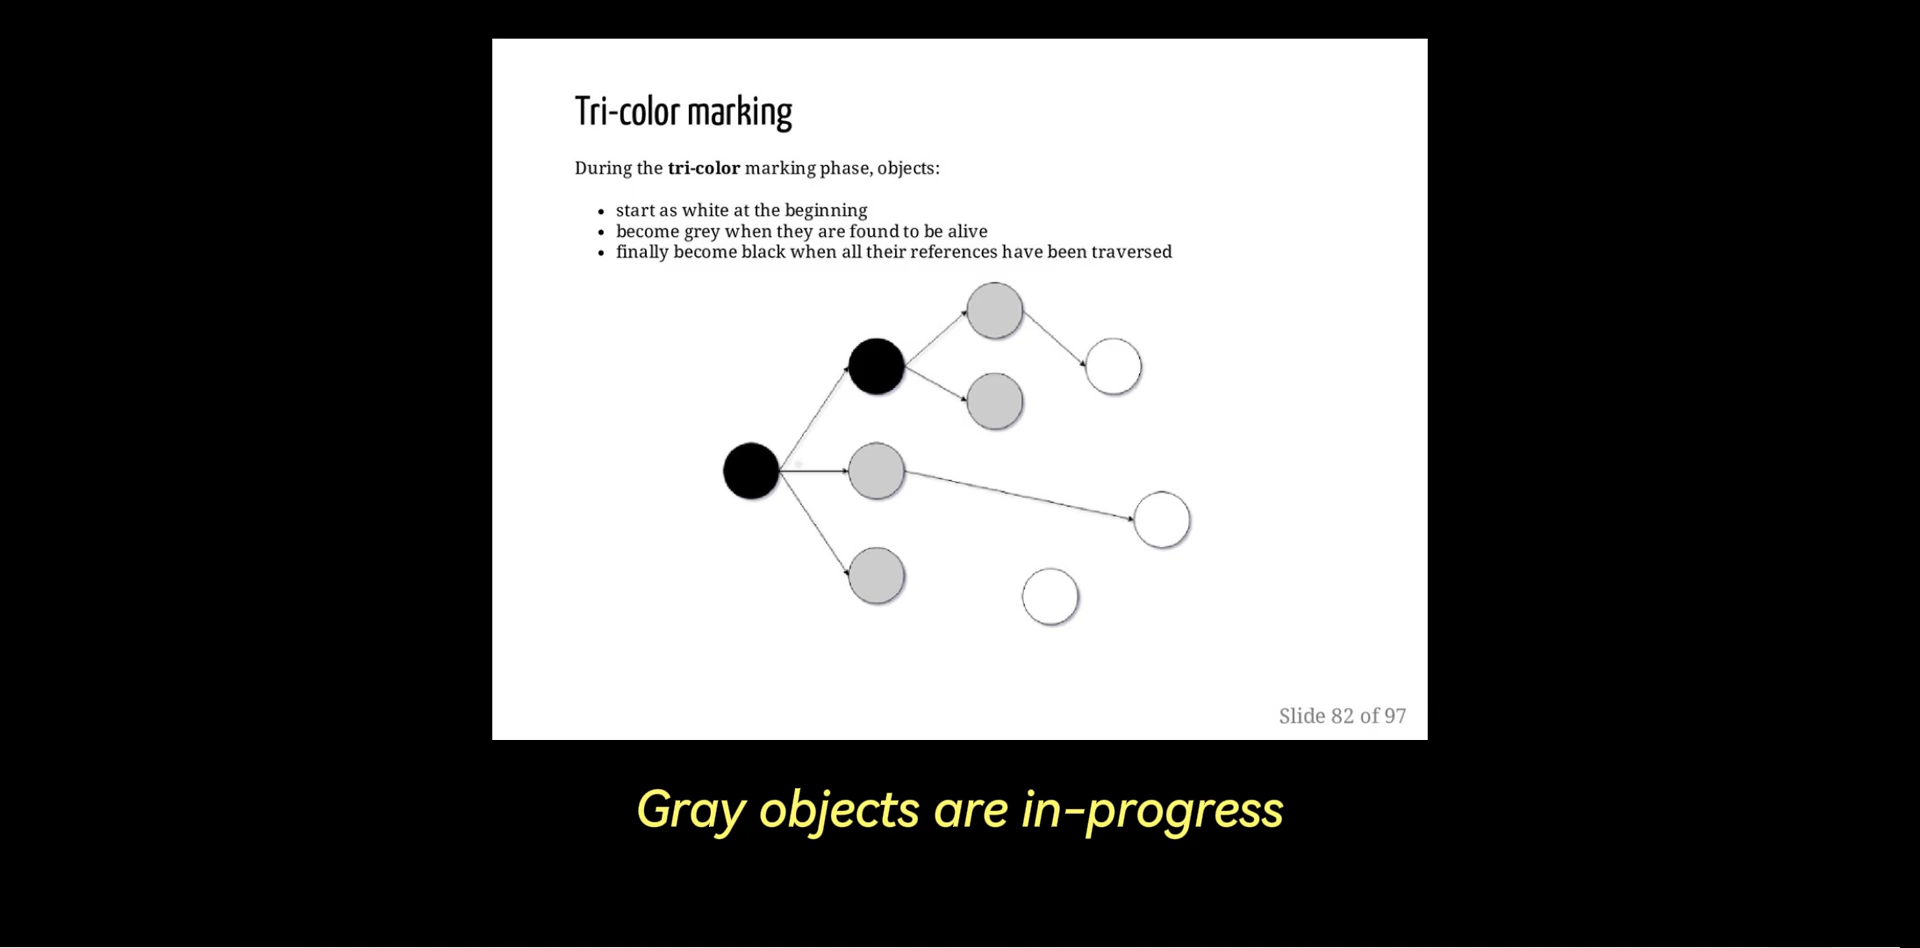 Tri-color marking
During the tri-color marking phase, objects:
• start as white at the beginning
• become grey when they are found to be alive
• finally become black when all their references have been traversed
Slide 82 of 97
Gray objects are in-progress